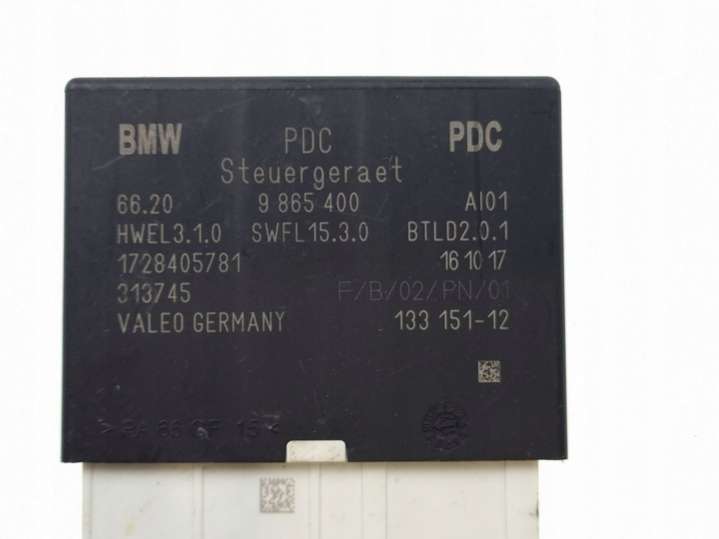 BMW PDC PDC
Steuergeraet
66.20 9 865 400 AI01
HWEL3.1.0 SWFL15.3.0 BTLD2.0.1
1728405781 16 10 17
313745 F/B/02/PN/01
VALEO GERMANY 133 151-12